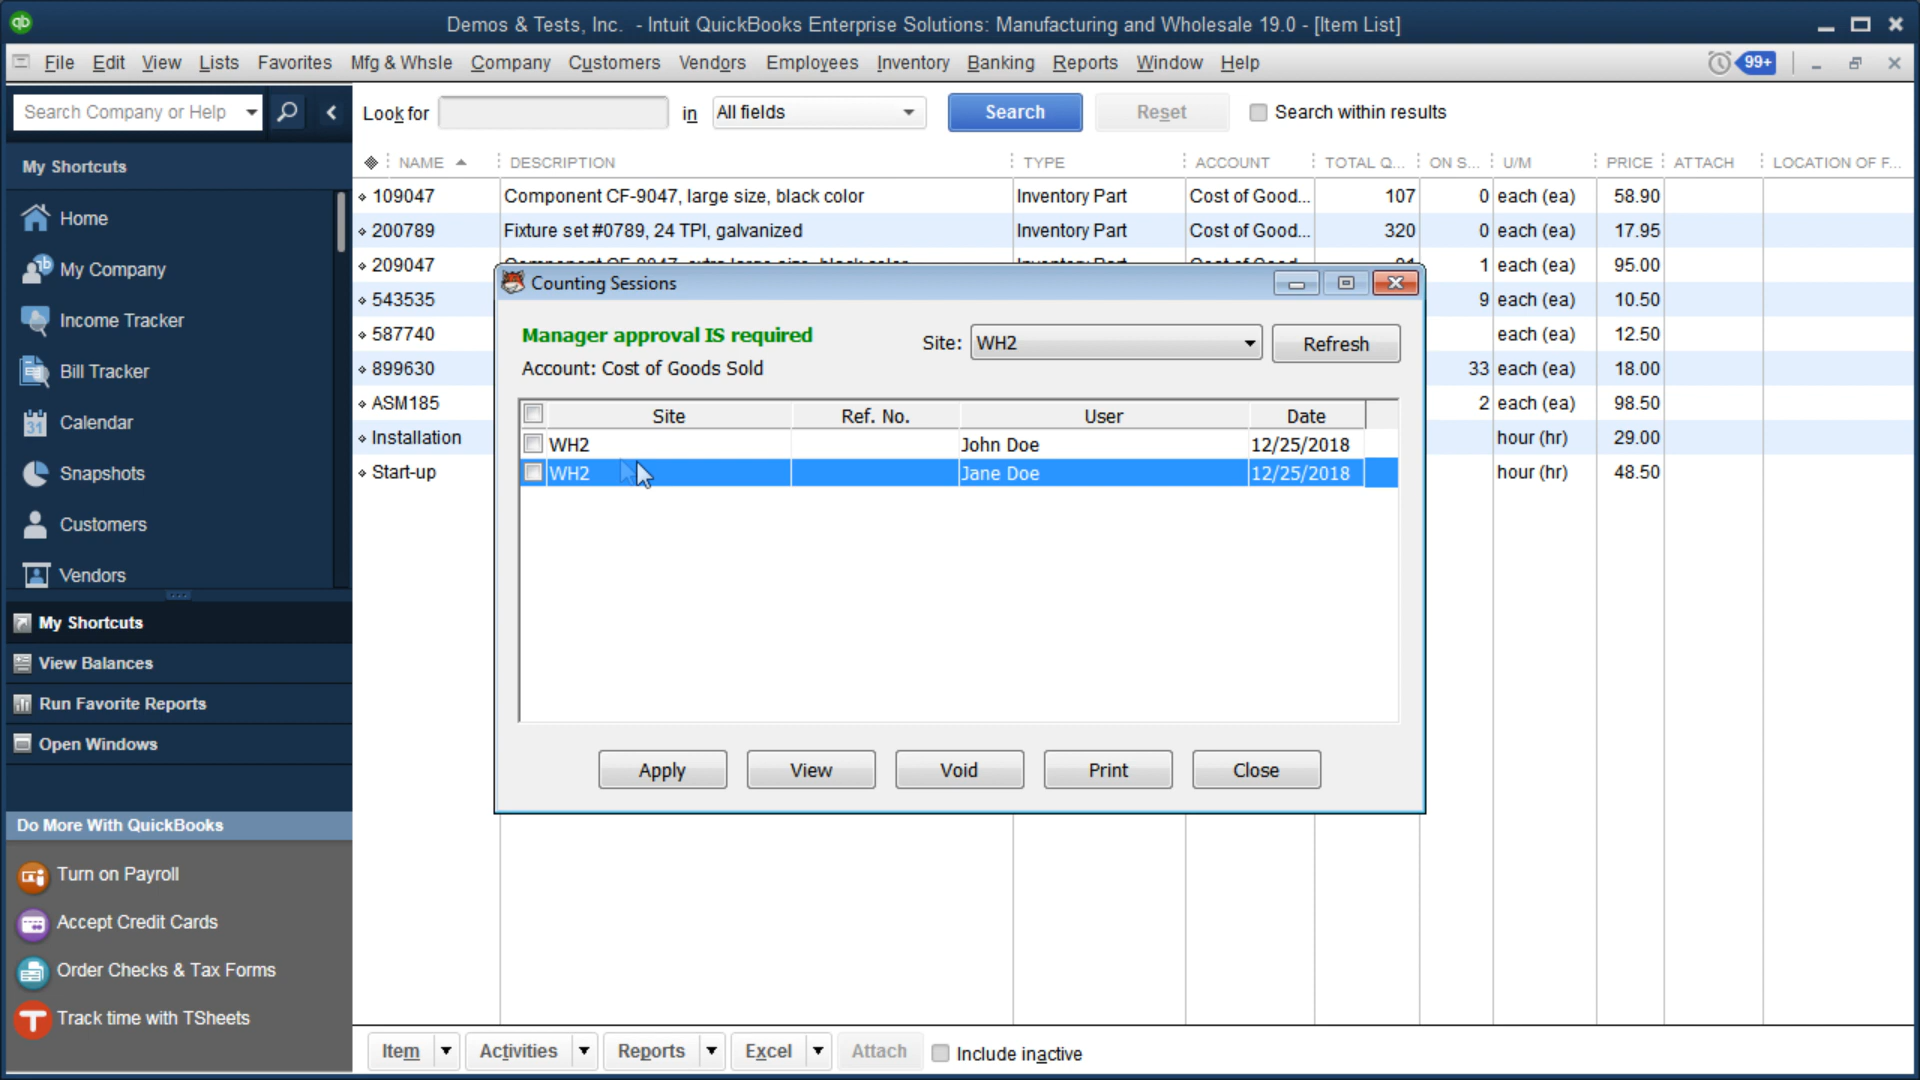 qb
Demos & Tests, Inc. - Intuit QuickBooks Enterprise Solutions: Manufacturing and Wholesale 19.0 - [Item List]
File Edit View Lists Favorites Mfg & Whsle Company Customers Vendors Employees Inventory Banking Reports Window Help 99+
Search Company or Help Look for in All fields Search Reset Search within results
My Shortcuts
Home
My Company
Income Tracker
Bill Tracker
31 Calendar
Snapshots
Customers
Vendors
My Shortcuts
View Balances
Run Favorite Reports
Open Windows
Do More With QuickBooks
Turn on Payroll
Accept Credit Cards
Order Checks & Tax Forms
Track time with TSheets
NAME DESCRIPTION TYPE ACCOUNT TOTAL Q... ON S... U/M PRICE ATTACH LOCATION OF F...
109047 Component CF-9047, large size, black color Inventory Part Cost of Good... 107 0 each (ea) 58.90
200789 Fixture set #0789, 24 TPI, galvanized Inventory Part Cost of Good... 320 0 each (ea) 17.95
209047 1 each (ea) 95.00
543535 9 each (ea) 10.50
587740 each (ea) 12.50
899630 33 each (ea) 18.00
ASM185 2 each (ea) 98.50
Installation hour (hr) 29.00
Start-up hour (hr) 48.50
Counting Sessions
Manager approval IS required
Site: WH2 Refresh
Account: Cost of Goods Sold
Site Ref. No. User Date
WH2 John Doe 12/25/2018
WH2 Jane Doe 12/25/2018
Apply View Void Print Close
Item Activities Reports Excel Attach Include inactive